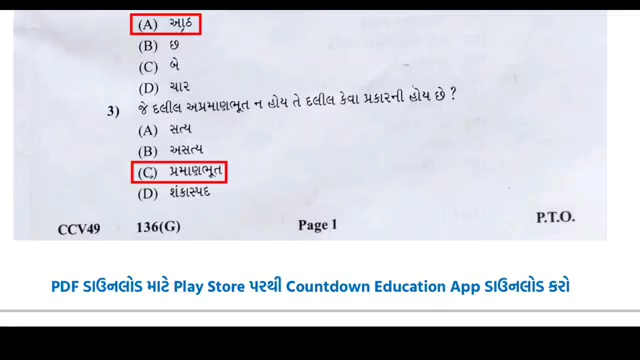 (A) આઠ
(B) છ
(C) બે
(D) ચાર
3) જે દલીલ અપ્રમાણભૂત ન હોય તે દલીલ કેવા પ્રકારની હોય છે ?
(A) સત્ય
(B) અસત્ય
(C) પ્રમાણભૂત
(D) શંકાસ્પદ
CCV49 136(G) Page 1 P.T.O.
PDF ડાઉનલોડ માટે Play Store પરથી Countdown Education App ડાઉનલોડ કરો